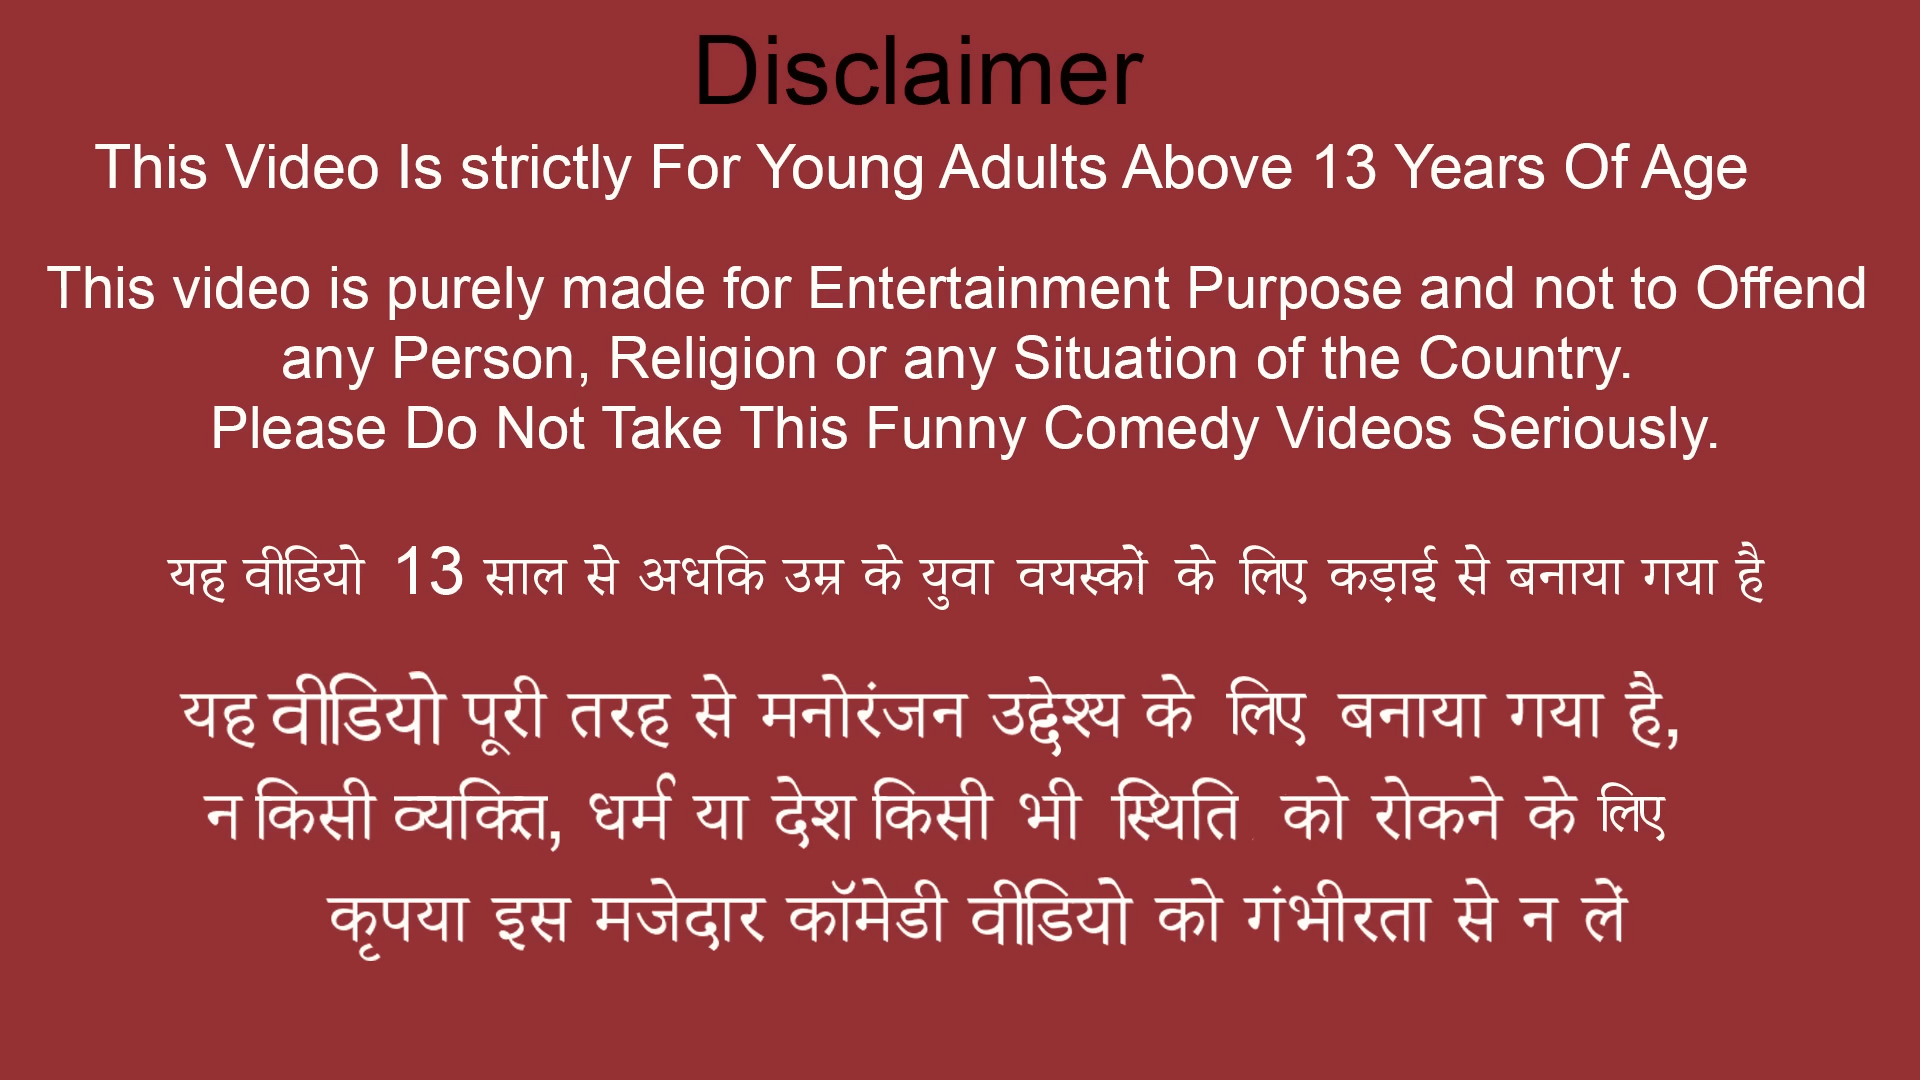 Disclaimer
This Video Is strictly For Young Adults Above 13 Years Of Age
This video is purely made for Entertainment Purpose and not to Offend
any Person, Religion or any Situation of the Country.
Please Do Not Take This Funny Comedy Videos Seriously.
यह वीडियो 13 साल से अधकि उम्र के युवा वयस्कों के लिए कड़ाई से बनाया गया है
यह वीडियो पूरी तरह से मनोरंजन उद्देश्य के लिए बनाया गया है,
न किसी व्यक्ति, धर्म या देश किसी भी स्थिति को रोकने के लिए
कृपया इस मजेदार कॉमेडी वीडियो को गंभीरता से न लें